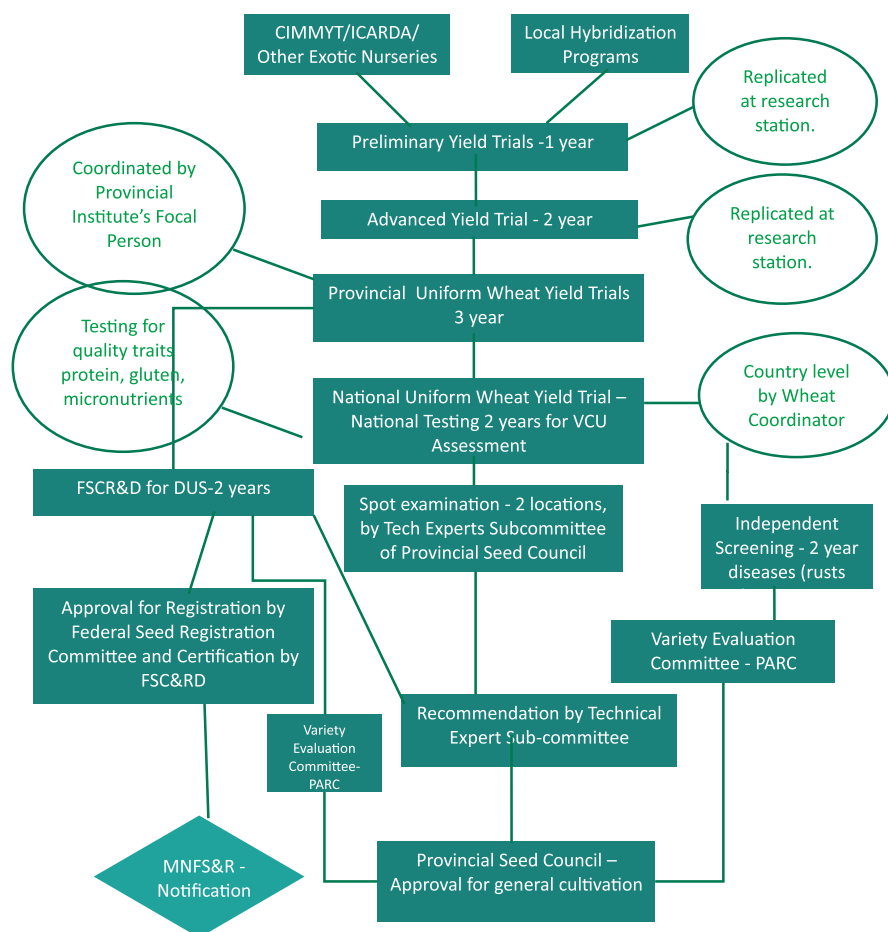 CIMMYT/ICARDA/
Other Exotic Nurseries
Local Hybridization
Programs
Replicated
at research
station.
Preliminary Yield Trials -1 year
Coordinated by
Provincial
Institute’s Focal
Person
Advanced Yield Trial - 2 year
Replicated at
research
station.
Provincial Uniform Wheat Yield Trials
3 year
Testing for
quality traits
protein, gluten,
micronutrients
National Uniform Wheat Yield Trial –
National Testing 2 years for VCU
Assessment
Country level
by Wheat
Coordinator
FSCR&D for DUS-2 years
Spot examination - 2 locations,
by Tech Experts Subcommittee
of Provincial Seed Council
Independent
Screening - 2 year
diseases (rusts
Approval for Registration by
Federal Seed Registration
Committee and Certification by
FSC&RD
Variety Evaluation
Committee - PARC
Variety
Evaluation
Committee-
PARC
Recommendation by Technical
Expert Sub-committee
MNFS&R -
Notification
Provincial Seed Council –
Approval for general cultivation